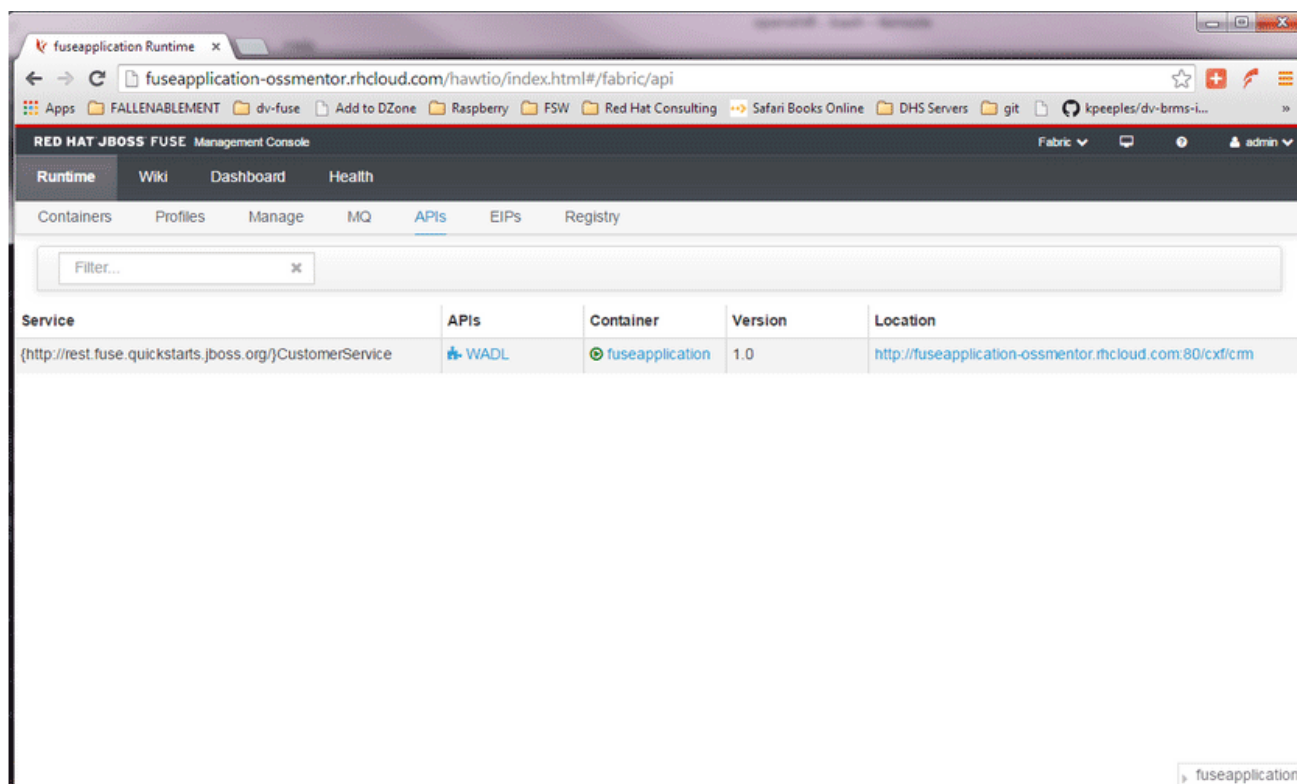 fuseapplication Runtime
fuseapplication-ossmentor.rhcloud.com/hawtio/index.html#/fabric/api
Apps FALLENABLEMENT dv-fuse Add to DZone Raspberry FSW Red Hat Consulting Safari Books Online DHS Servers git kpeeples/dv-brms-i... »
RED HAT JBOSS FUSE Management Console Fabric admin
Runtime Wiki Dashboard Health
Containers Profiles Manage MQ APIs EIPs Registry
Filter...
Service APIs Container Version Location
{http://rest.fuse.quickstarts.jboss.org/}CustomerService WADL fuseapplication 1.0 http://fuseapplication-ossmentor.rhcloud.com:80/cxf/crm
fuseapplication